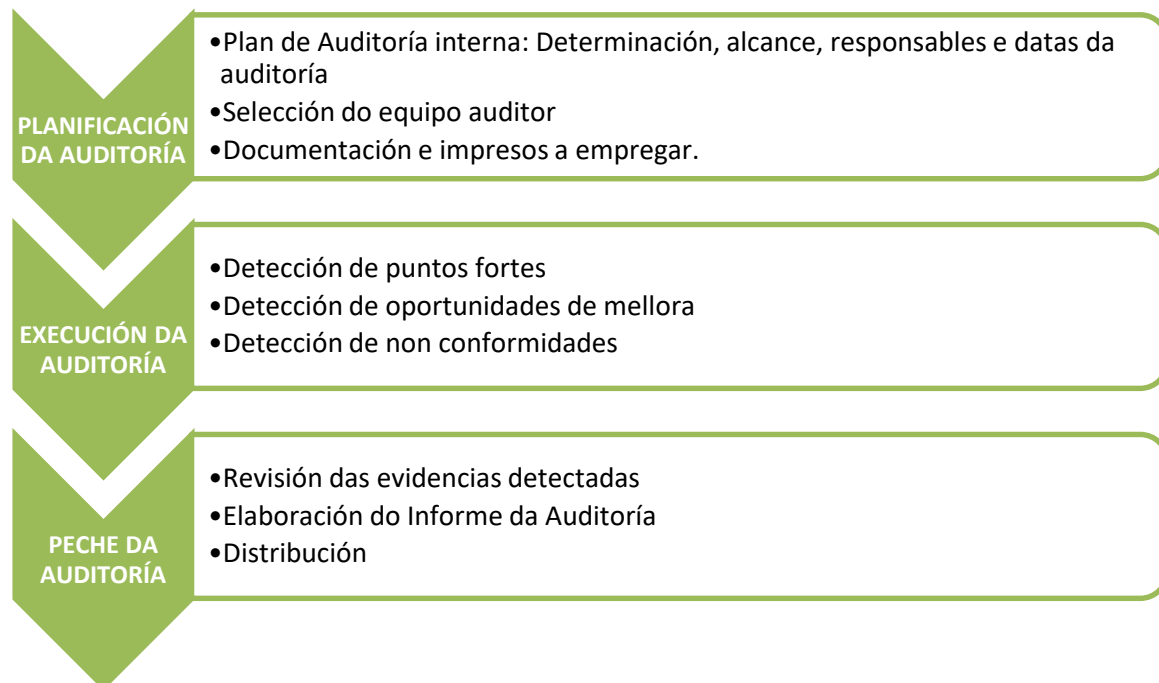 PLANIFICACIÓN
DA AUDITORÍA
•Plan de Auditoría interna: Determinación, alcance, responsables e datas da
auditoría
•Selección do equipo auditor
•Documentación e impresos a empregar.
EXECUCIÓN DA
AUDITORÍA
•Detección de puntos fortes
•Detección de oportunidades de mellora
•Detección de non conformidades
PECHE DA
AUDITORÍA
•Revisión das evidencias detectadas
•Elaboración do Informe da Auditoría
•Distribución